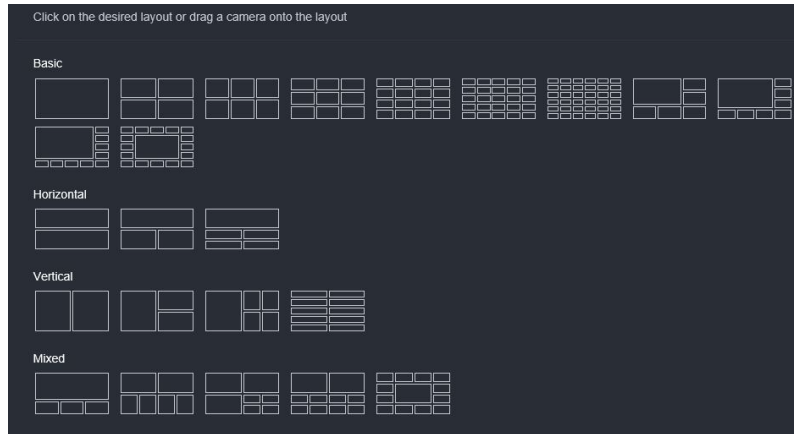 Click on the desired layout or drag a camera onto the layout
Basic
Horizontal
Vertical
Mixed